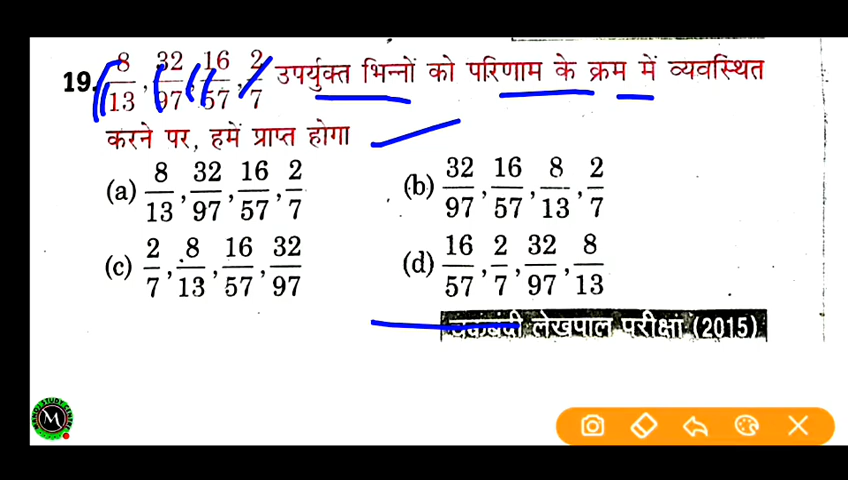 19. 8/13, 32/97, 16/57, 2/7 उपर्युक्त भिन्नों को परिणाम के क्रम में व्यवस्थित
करने पर, हमें प्राप्त होगा
(a) 8/13, 32/97, 16/57, 2/7 (b) 32/97, 16/57, 8/13, 2/7
(c) 2/7, 8/13, 16/57, 32/97 (d) 16/57, 2/7, 32/97, 8/13
चकबंदी लेखपाल परीक्षा (2015)
M